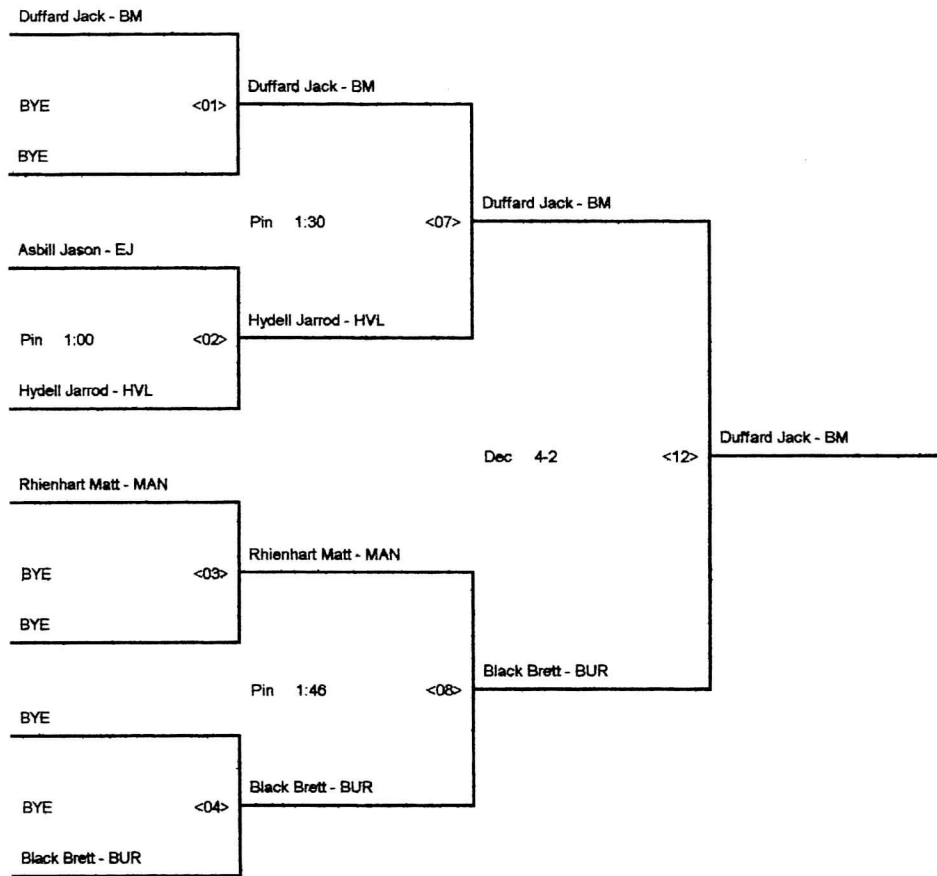 Duffard Jack - BM
Duffard Jack - BM
BYE <01>
BYE
Duffard Jack - BM
Pin 1:30 <07>
Asbill Jason - EJ
Hydell Jarrod - HVL
Pin 1:00 <02>
Hydell Jarrod - HVL
Duffard Jack - BM
Dec 4-2 <12>
Rhienhart Matt - MAN
Rhienhart Matt - MAN
BYE <03>
BYE
Black Brett - BUR
Pin 1:46 <08>
BYE
Black Brett - BUR
BYE <04>
Black Brett - BUR